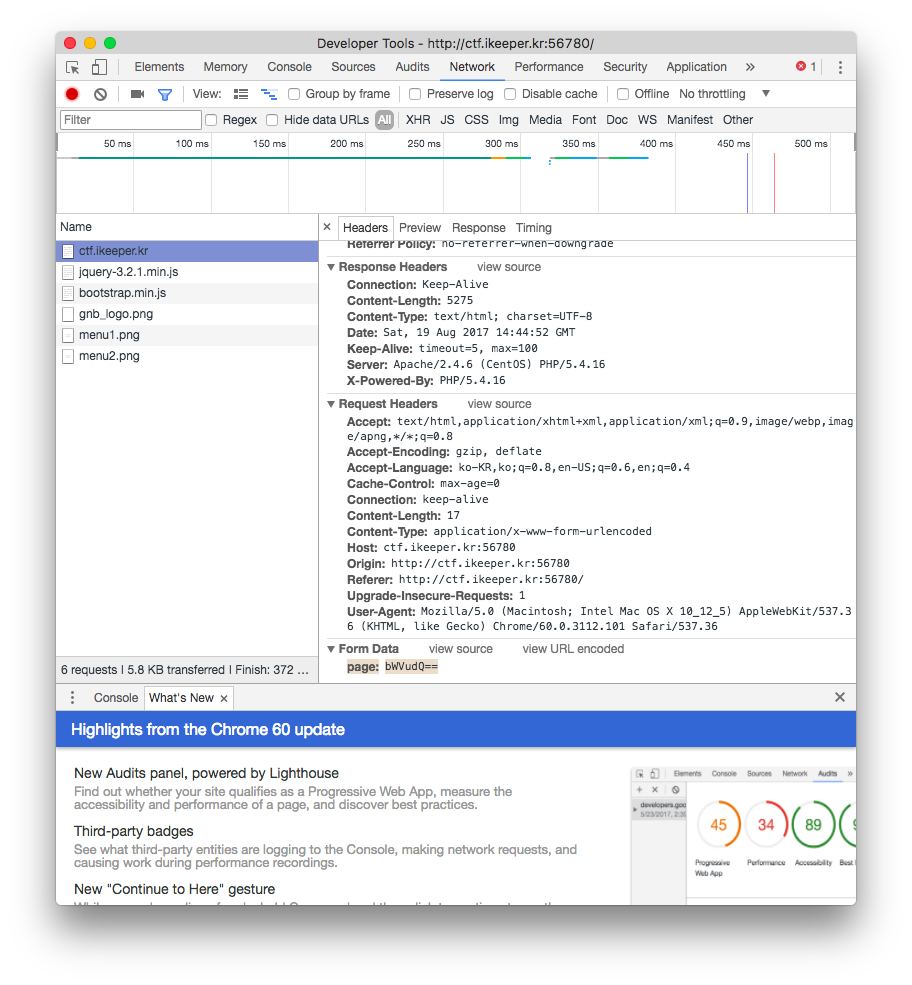 Developer Tools - http://ctf.ikeeper.kr:56780/
Elements Memory Console Sources Audits Network Performance Security Application » 1
View: Group by frame Preserve log Disable cache Offline No throttling
Filter Regex Hide data URLs All XHR JS CSS Img Media Font Doc WS Manifest Other
50 ms 100 ms 150 ms 200 ms 250 ms 300 ms 350 ms 400 ms 450 ms 500 ms
Name
ctf.ikeeper.kr
jquery-3.2.1.min.js
bootstrap.min.js
gnb_logo.png
menu1.png
menu2.png
6 requests | 5.8 KB transferred | Finish: 372 ...
× Headers Preview Response Timing
Referrer Policy: no-referrer-when-downgrade
Response Headers view source
Connection: Keep-Alive
Content-Length: 5275
Content-Type: text/html; charset=UTF-8
Date: Sat, 19 Aug 2017 14:44:52 GMT
Keep-Alive: timeout=5, max=100
Server: Apache/2.4.6 (CentOS) PHP/5.4.16
X-Powered-By: PHP/5.4.16
Request Headers view source
Accept: text/html,application/xhtml+xml,application/xml;q=0.9,image/webp,imag
e/apng,*/*;q=0.8
Accept-Encoding: gzip, deflate
Accept-Language: ko-KR,ko;q=0.8,en-US;q=0.6,en;q=0.4
Cache-Control: max-age=0
Connection: keep-alive
Content-Length: 17
Content-Type: application/x-www-form-urlencoded
Host: ctf.ikeeper.kr:56780
Origin: http://ctf.ikeeper.kr:56780
Referer: http://ctf.ikeeper.kr:56780/
Upgrade-Insecure-Requests: 1
User-Agent: Mozilla/5.0 (Macintosh; Intel Mac OS X 10_12_5) AppleWebKit/537.3
6 (KHTML, like Gecko) Chrome/60.0.3112.101 Safari/537.36
Form Data view source view URL encoded
page: bWVudQ==
Console What's New × ×
Highlights from the Chrome 60 update
New Audits panel, powered by Lighthouse
Find out whether your site qualifies as a Progressive Web App, measure the
accessibility and performance of a page, and discover best practices.
Third-party badges
See what third-party entities are logging to the Console, making network requests, and
causing work during performance recordings.
New "Continue to Here" gesture
Elements Console Sources Network Audits »
developers.goo
5/23/2017, 2:39
45 34 89
Progressive Performance Accessibility Best
Web App